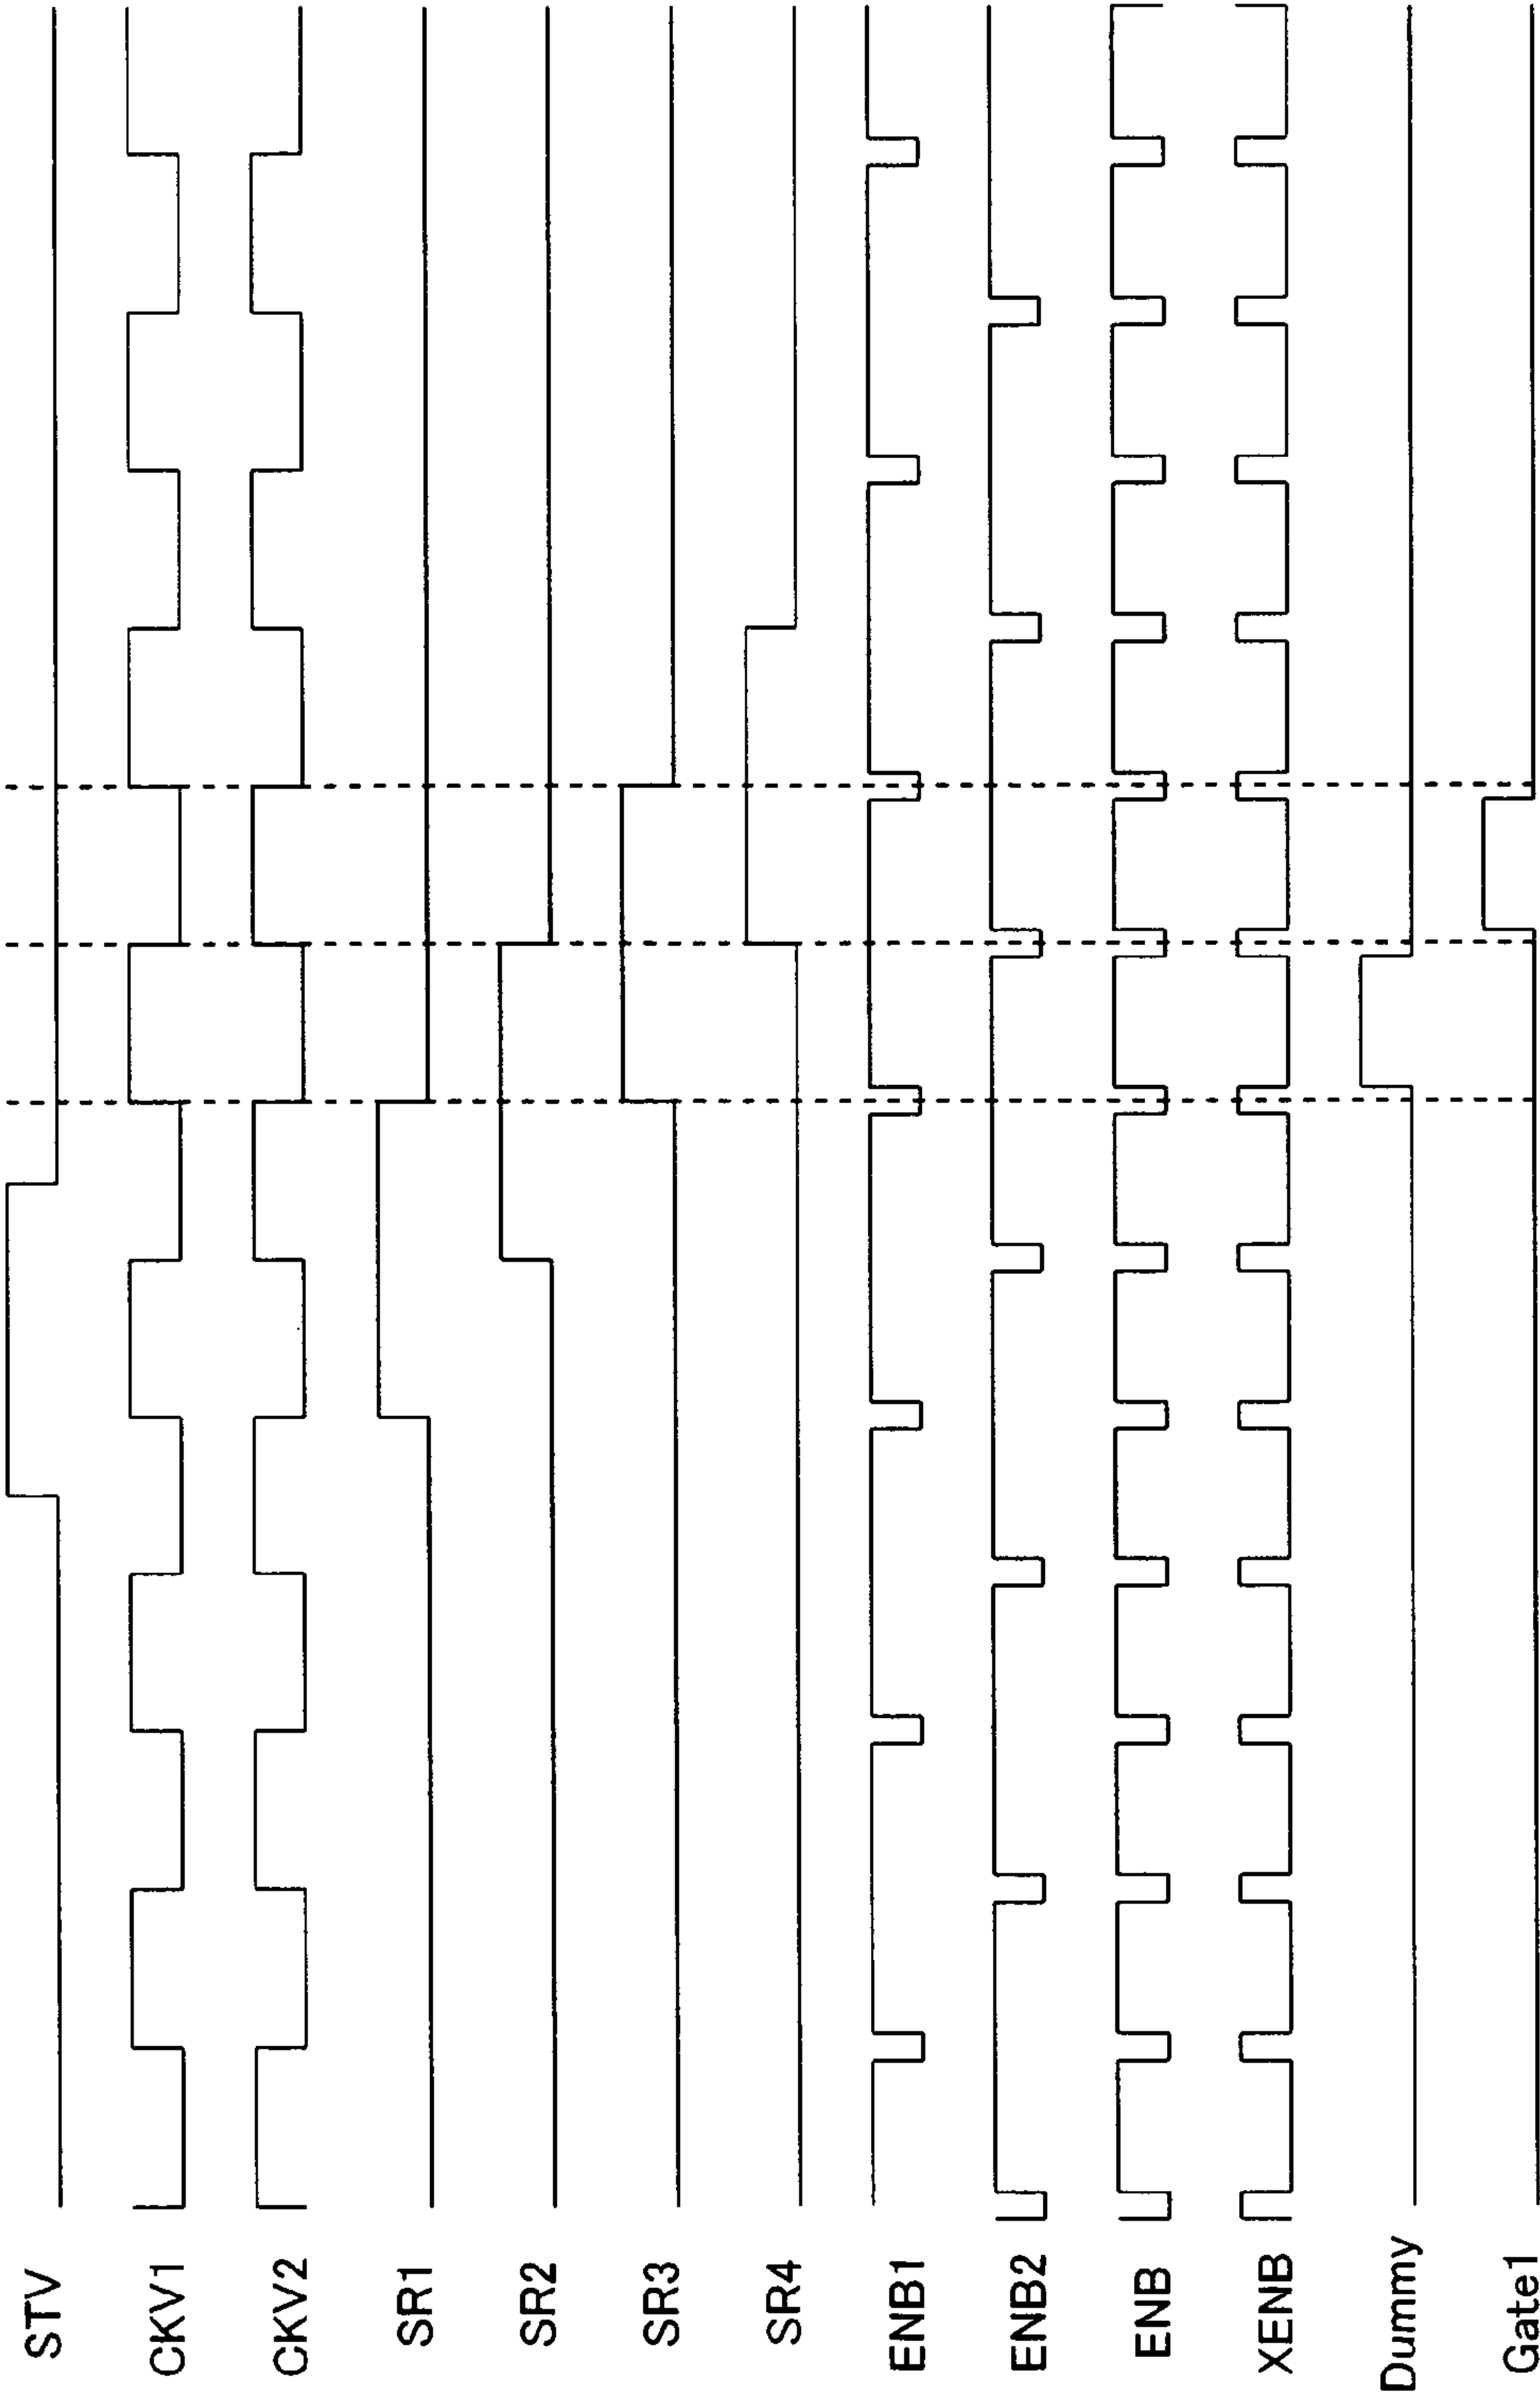 STV
CKV1
CKV2
SR1
SR2
SR3
SR4
ENB1
ENB2
ENB
XENB
Dummy
Gate1